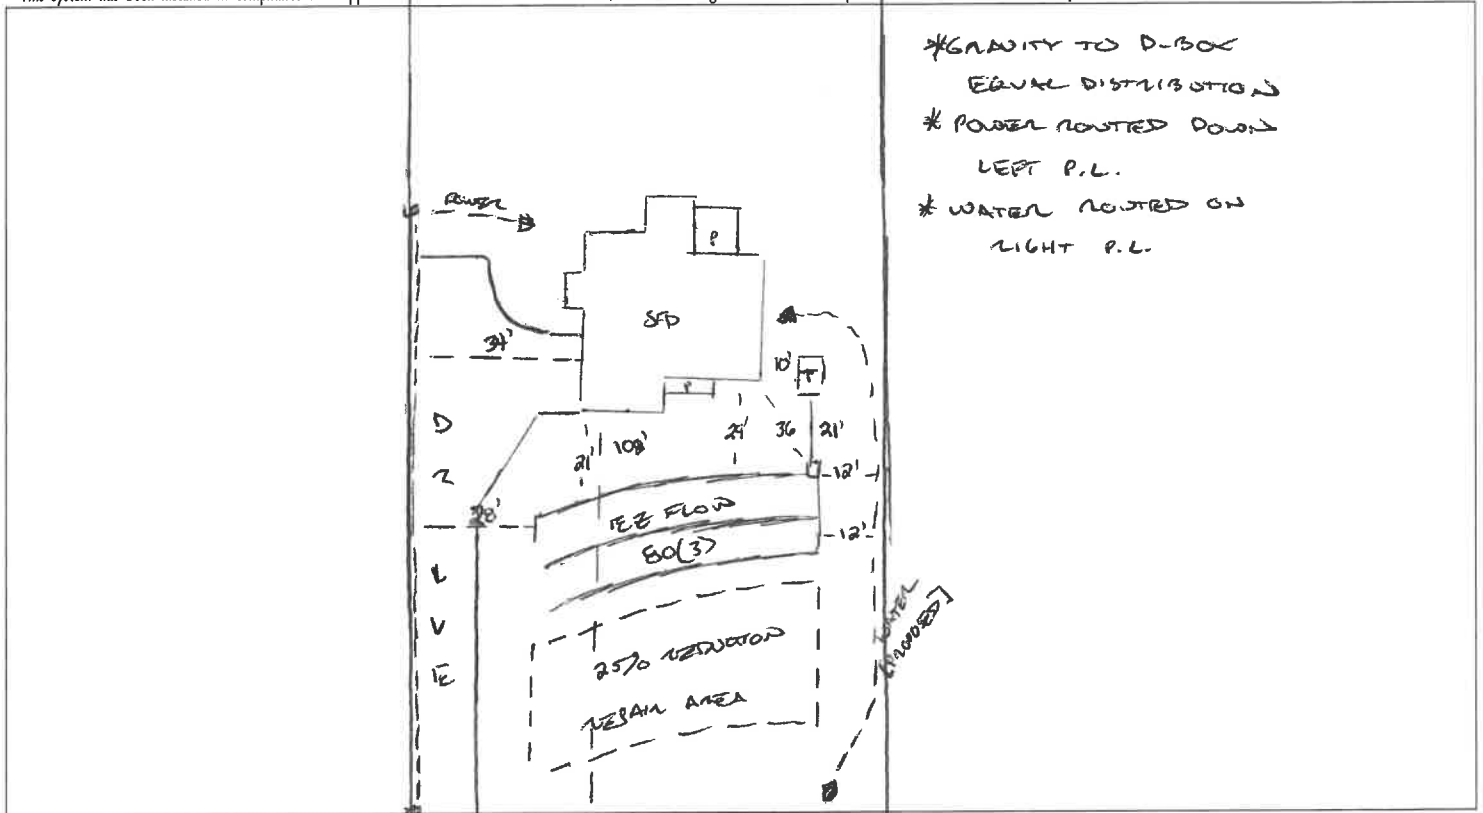 *GRAVITY TO D-BOX
EQUAL DISTRIBUTION
* POWER ROUTED DOWN
LEFT P.L.
* WATER ROUTED ON
RIGHT P.L.
POWER
P
SFD
34'
10'
T
P
D
R
I
V
E
21'
108'
29'
36
21'
12'
28'
EZ FLOW
80(3)
12'
WATER
[PROPOSED]
25% REDUCTION
REPAIR AREA